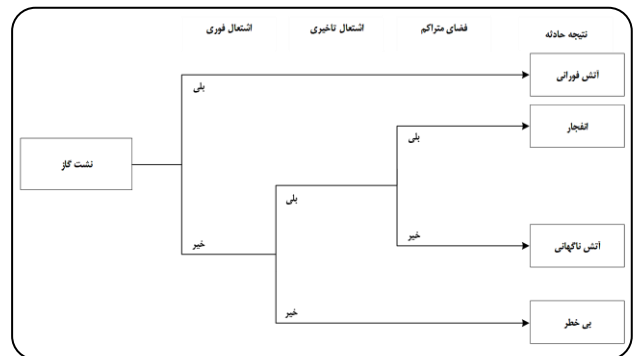 اشتعال فوری
اشتعال تاخیری
فضای متراکم
نتیجه حادثه
آتش فورانی
بلی
انفجار
بلی
نشت گاز
بلی
خیر
خیر
آتش ناگهانی
خیر
بی خطر